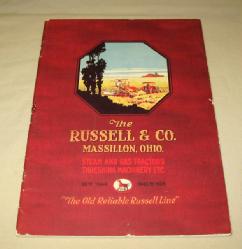 The
RUSSELL & CO.
MASSILLON, OHIO.
STEAM AND GAS TRACTORS
THRESHING MACHINERY ETC.
"The Old Reliable Russell Line"